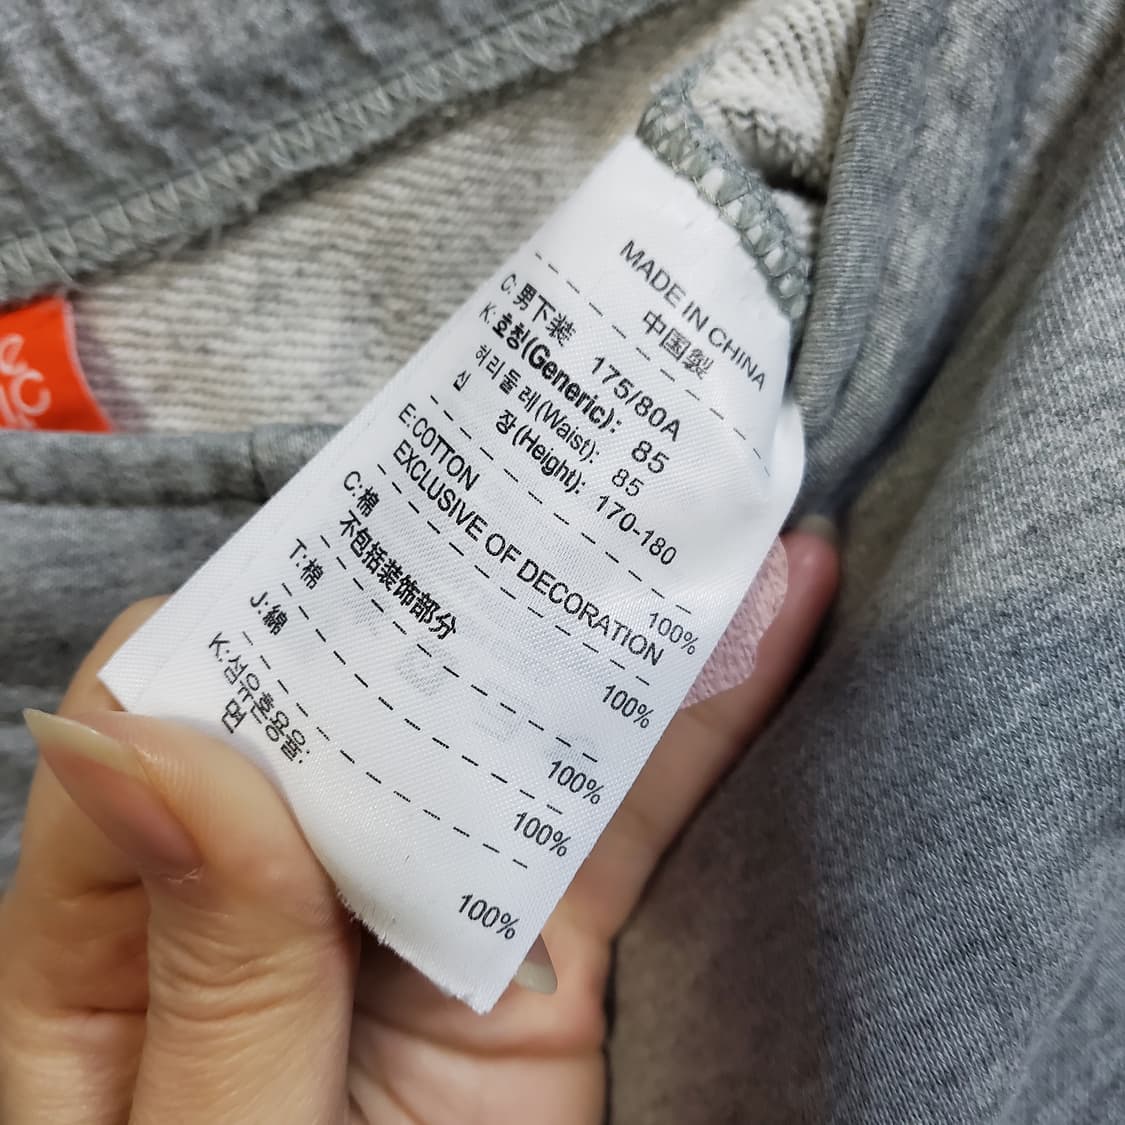 MADE IN CHINA
中国製
C: 男下装 175/80A
K: 호칭(Generic): 85
허리둘레(Waist): 85
신 장(Height): 170-180
E:COTTON 100%
EXCLUSIVE OF DECORATION
C:棉 100%
不包括装饰部分
T:棉 100%
J:綿 100%
K:섬유혼용율:
면 100%